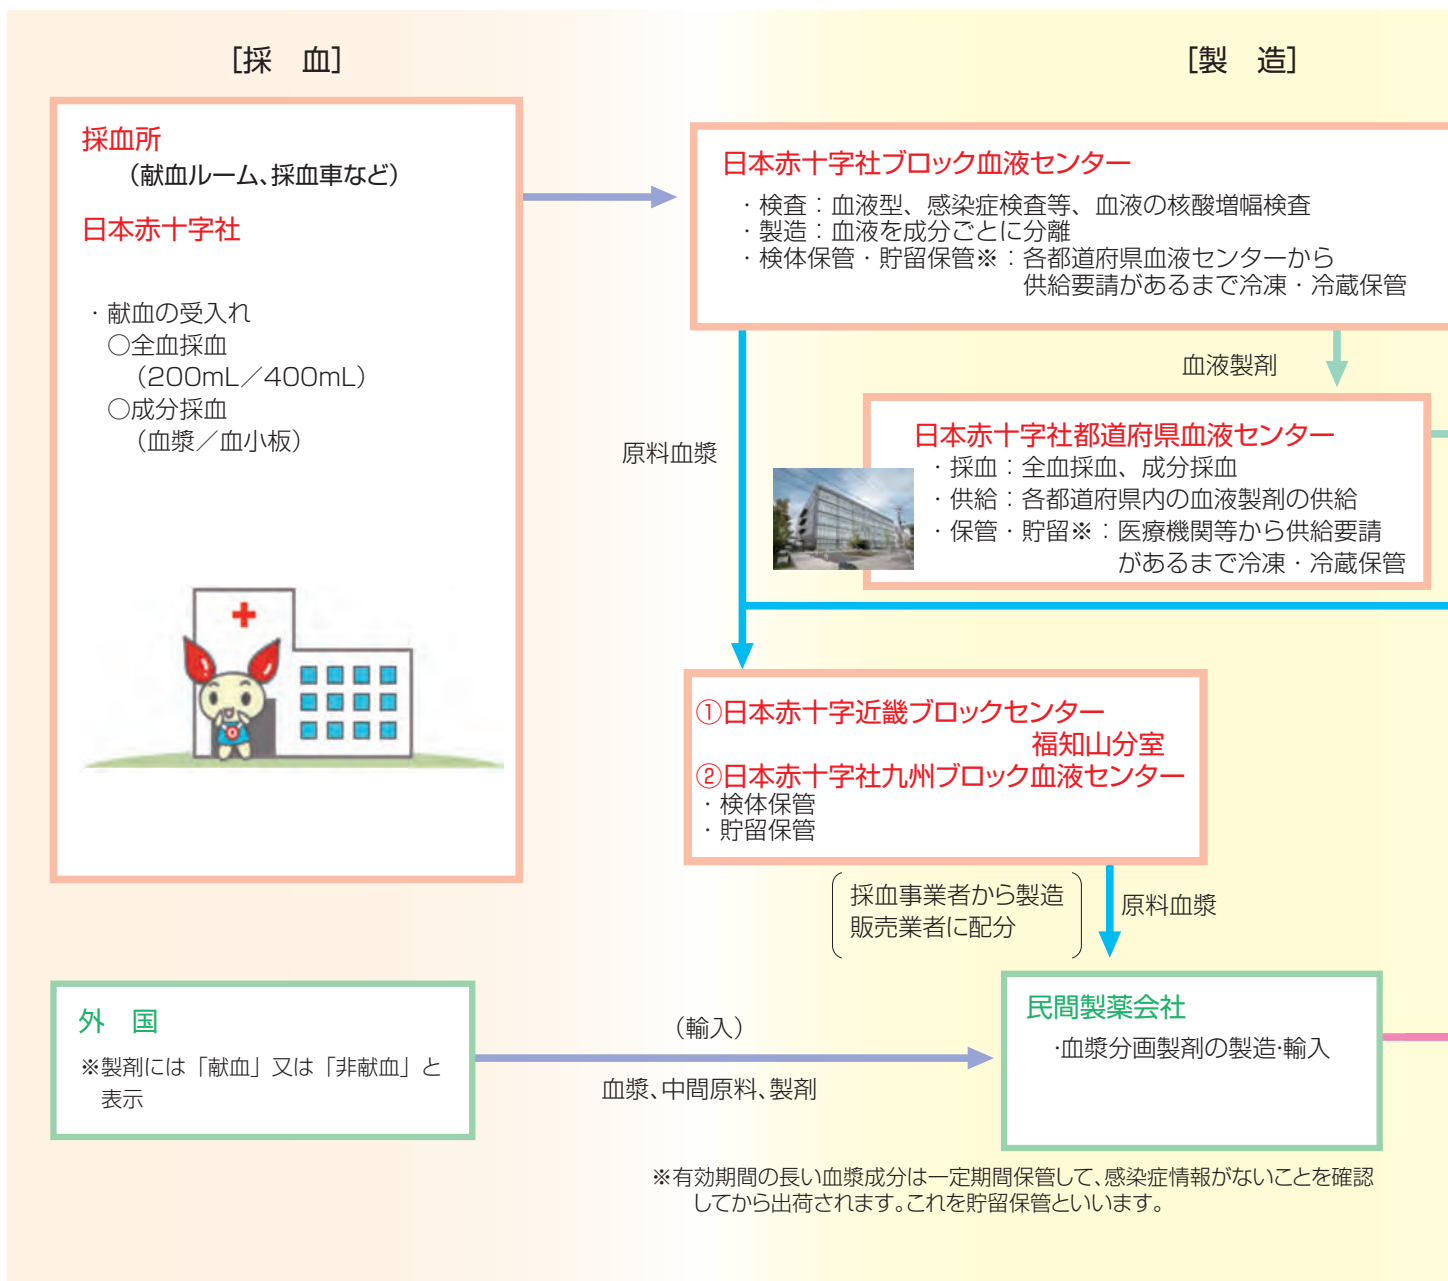 ［採　血］
採血所
（献血ルーム、採血車など）
日本赤十字社
・献血の受入れ
○全血採血
（200mL／400mL）
○成分採血
（血漿／血小板）
［製　造］
日本赤十字社ブロック血液センター
・検査：血液型、感染症検査等、血液の核酸増幅検査
・製造：血液を成分ごとに分離
・検体保管・貯留保管※：各都道府県血液センターから
供給要請があるまで冷凍・冷蔵保管
血液製剤
原料血漿
日本赤十字社都道府県血液センター
・採血：全血採血、成分採血
・供給：各都道府県内の血液製剤の供給
・保管・貯留※：医療機関等から供給要請
があるまで冷凍・冷蔵保管
①日本赤十字近畿ブロックセンター
福知山分室
②日本赤十字社九州ブロック血液センター
・検体保管
・貯留保管
採血事業者から製造
販売業者に配分
原料血漿
外　国
※製剤には「献血」又は「非献血」と
表示
（輸入）
血漿、中間原料、製剤
民間製薬会社
・血漿分画製剤の製造・輸入
※有効期間の長い血漿成分は一定期間保管して、感染症情報がないことを確認
してから出荷されます。これを貯留保管といいます。